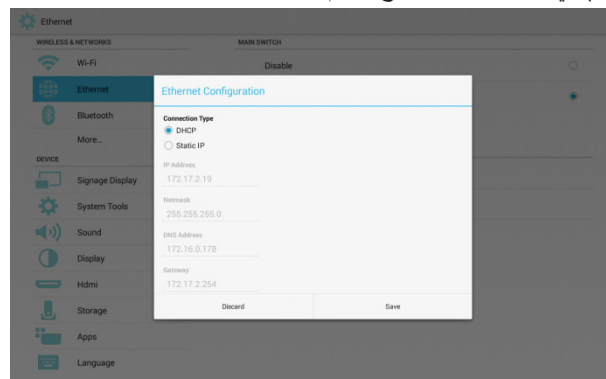 Ethernet
WIRELESS & NETWORKS
Wi-Fi
Ethernet
Bluetooth
More...
DEVICE
Signage Display
System Tools
Sound
Display
Hdmi
Storage
Apps
Language
MAIN SWITCH
Disable
Ethernet Configuration
Connection Type
DHCP
Static IP
IP Address
172.17.2.19
Netmask
255.255.255.0
DNS Address
172.16.0.178
Gateway
172.17.2.254
Discard
Save